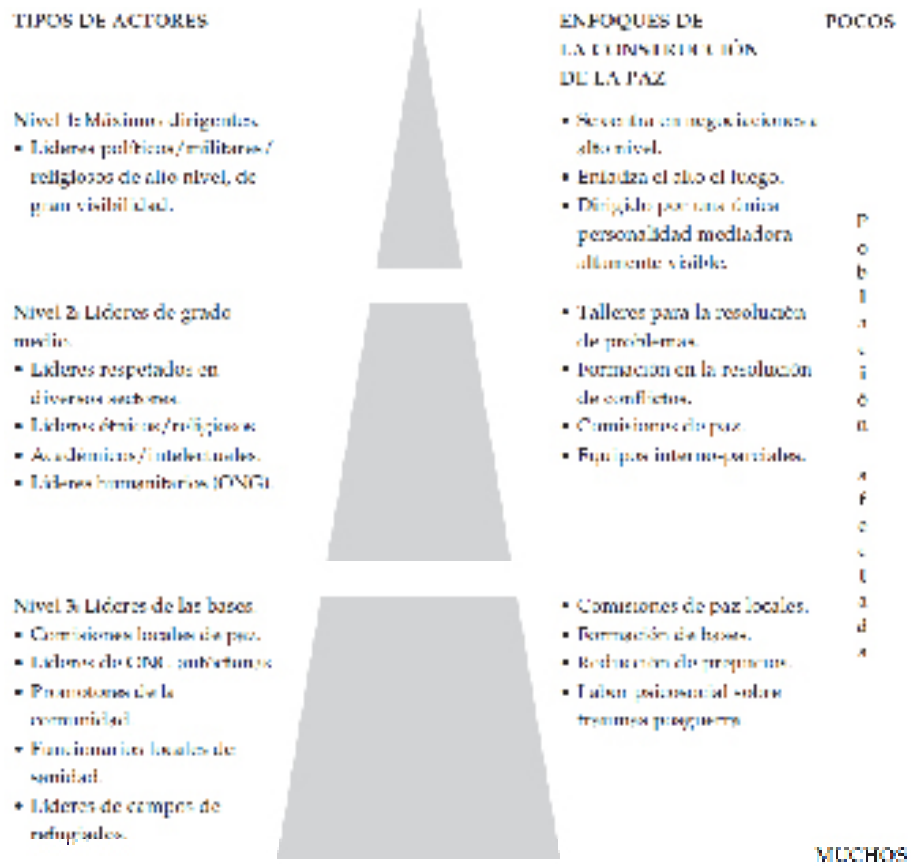 TIPOS DE ACTORES
Nivel 1: Máximos dirigentes.
• Líderes políticos/militares/
religiosos de alto nivel, de
gran visibilidad.
Nivel 2: Líderes de grado
medio.
• Líderes respetados en
diversos sectores.
• Líderes étnicos/religiosos
• Académicos/intelectuales.
• Líderes humanitarios (ONG).
Nivel 3: Líderes de las bases.
• Comisiones locales de paz.
• Líderes de ONG autóctonas
• Promotores de la
comunidad
• Funcionarios locales de
sanidad.
• Líderes de campos de
refugiados.
ENFOQUES DE
LA CONSTRUCCIÓN
DE LA PAZ
• Se centra en negociaciones a
alto nivel.
• Enfatiza el alto el fuego.
• Dirigido por una única
personalidad mediadora
altamente visible.
• Talleres para la resolución
de problemas.
• Formación en la resolución
de conflictos.
• Comisiones de paz.
• Equipos interno-parciales.
• Comisiones de paz locales.
• Formación de bases.
• Reducción de prejuicios.
• Labor psicosocial sobre
traumas posguerra
POCOS
Población afectada
MUCHOS